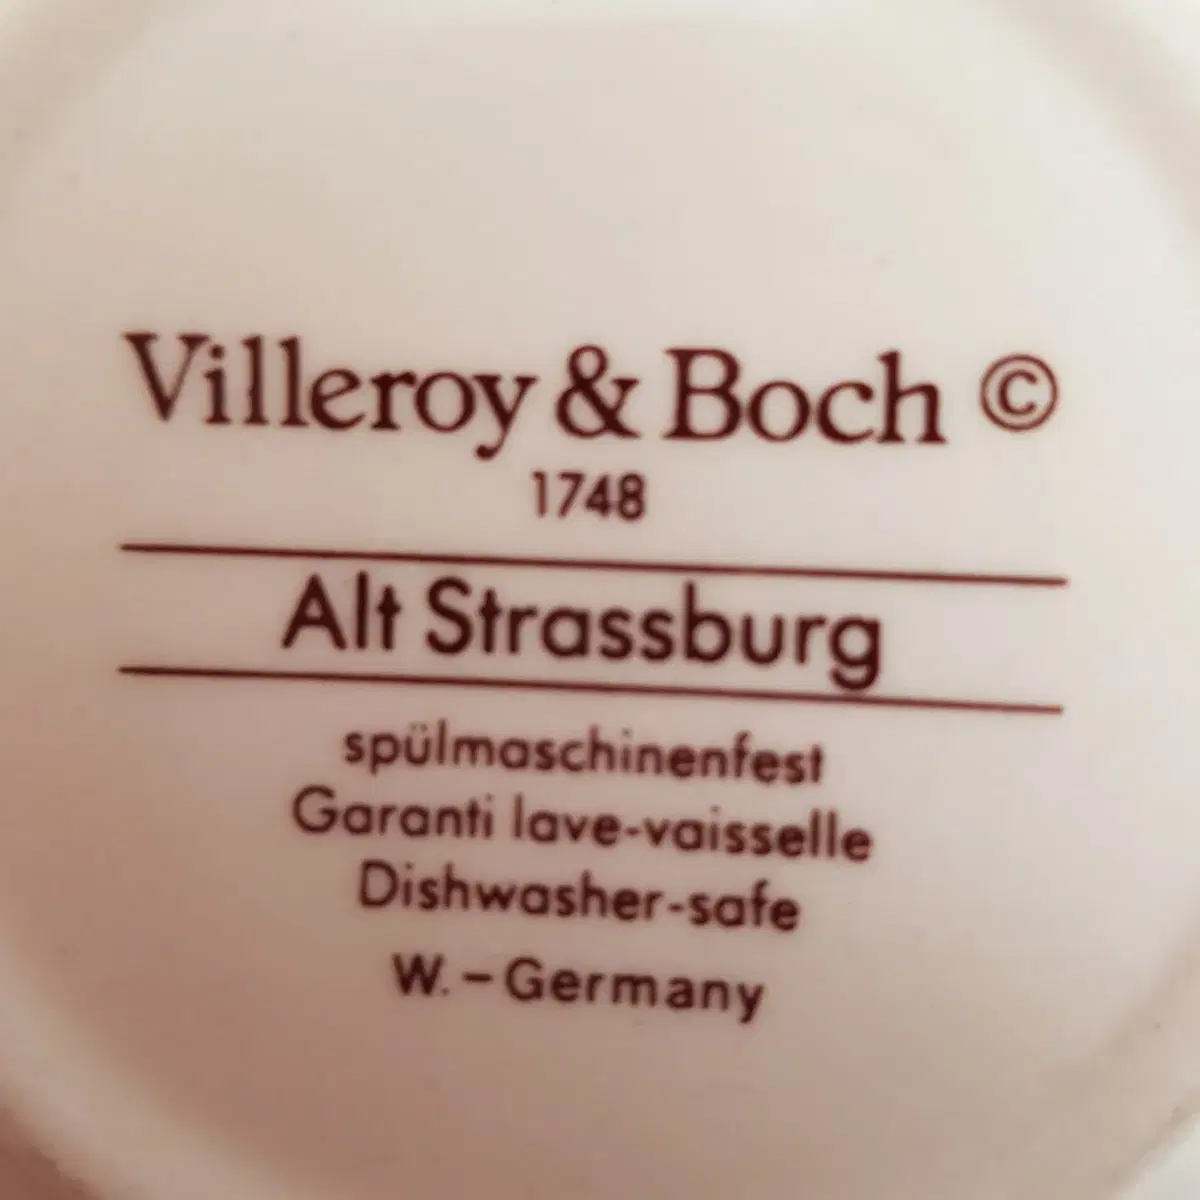 Villeroy & Boch ©
1748
Alt Strassburg
spülmaschinenfest
Garanti lave-vaisselle
Dishwasher-safe
W. - Germany